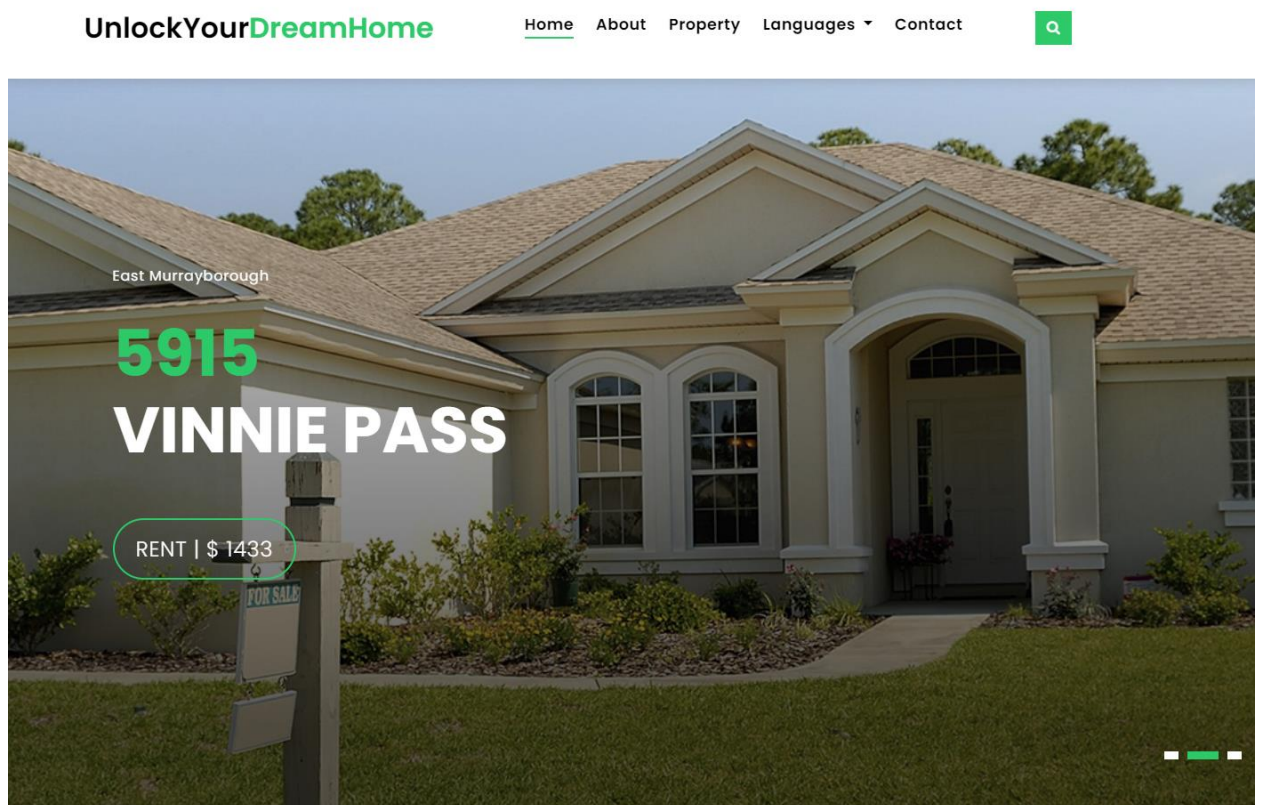 UnlockYourDreamHome
Home About Property Languages Contact
East Murrayborough
5915
VINNIE PASS
RENT | $ 1433
FOR SALE